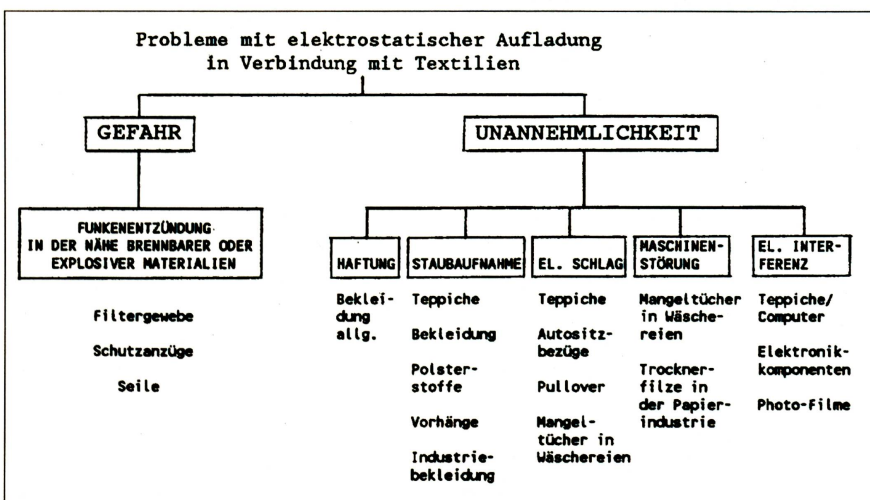 Probleme mit elektrostatischer Aufladung
in Verbindung mit Textilien
GEFAHR
UNANNEHMLICHKEIT
FUNKENENTZÜNDUNG
IN DER NÄHE BRENNBARER ODER
EXPLOSIVER MATERIALIEN
Filtergewebe
Schutzanzüge
Seile
HAFTUNG
Beklei-
dung
allg.
STAUBAUFNAHME
Teppiche
Bekleidung
Polster-
stoffe
Vorhänge
Industrie-
bekleidung
EL. SCHLAG
Teppiche
Autositz-
bezüge
Pullover
Mangel-
tücher in
Wäschereien
MASCHINEN-
STÖRUNG
Mangeltücher
in Wäsche-
reien
Trockner-
filze in
der Papier-
industrie
EL. INTER-
FERENZ
Teppiche/
Computer
Elektronik-
komponenten
Photo-Filme